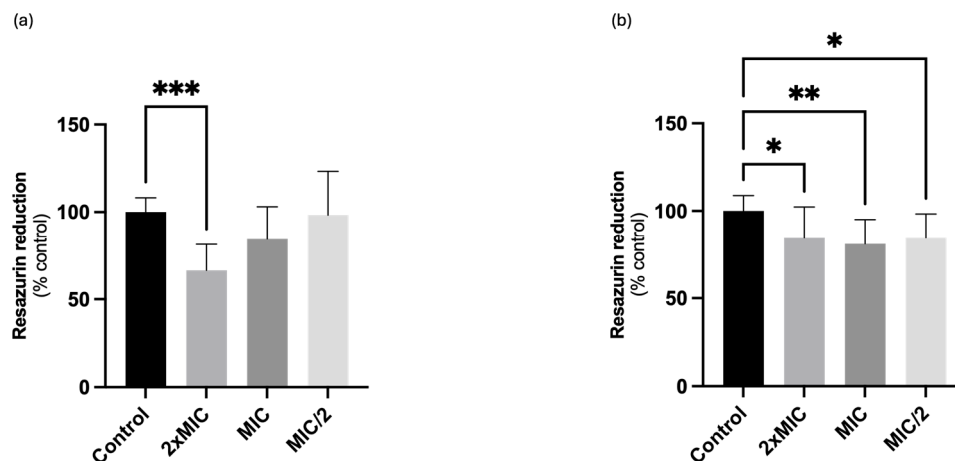 (a)
***
150
100
50
0
Resazurin reduction
(% control)
Control
2xMIC
MIC
MIC/2
(b)
*
**
*
150
100
50
0
Resazurin reduction
(% control)
Control
2xMIC
MIC
MIC/2